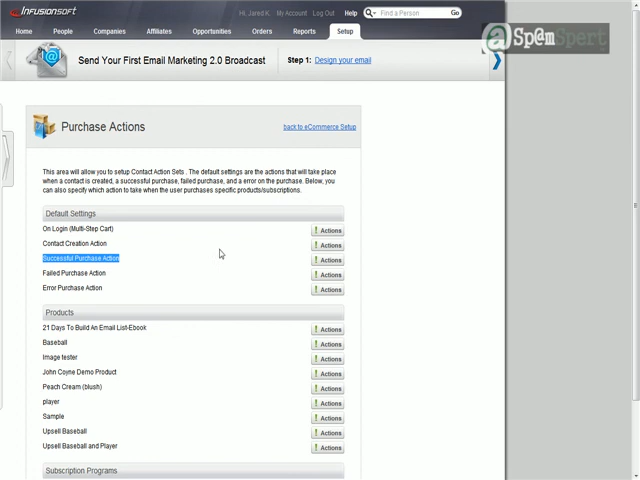 INFUSIONSOFT
Hi, Jared K. My Account Log Out Help Find a Person Go
Home People Companies Affiliates Opportunities Orders Reports Setup
@ Sp@mSpert
Send Your First Email Marketing 2.0 Broadcast Step 1: Design your email
Purchase Actions back to eCommerce Setup
This area will allow you to setup Contact Action Sets . The default settings are the actions that will take place
when a contact is created, a successful purchase, failed purchase, and a error on the purchase. Below, you
can also specify which action to take when the user purchases specific products/subscriptions.
Default Settings
On Login (Multi-Step Cart) Actions
Contact Creation Action Actions
Successful Purchase Action Actions
Failed Purchase Action Actions
Error Purchase Action Actions
Products
21 Days To Build An Email List-Ebook Actions
Baseball Actions
Image tester Actions
John Coyne Demo Product Actions
Peach Cream (blush) Actions
player Actions
Sample Actions
Upsell Baseball Actions
Upsell Baseball and Player Actions
Subscription Programs